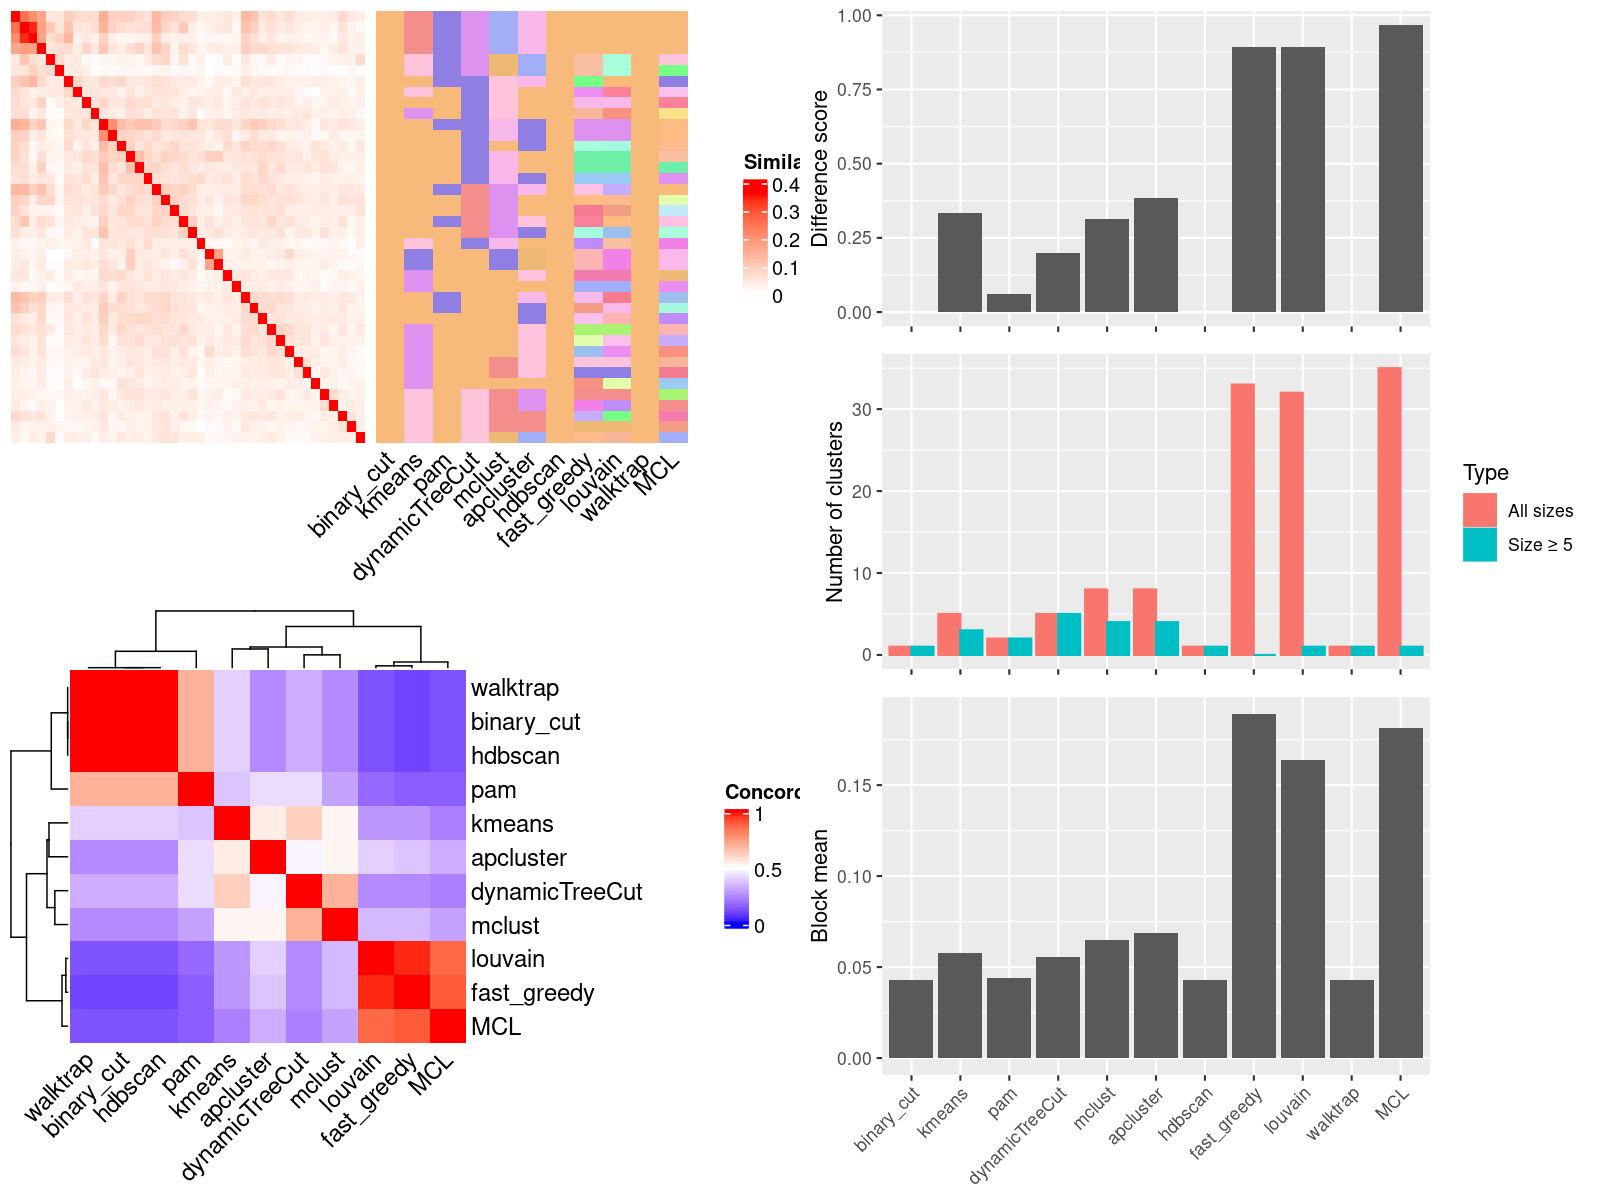 Simila
0.4
0.3
0.2
0.1
0
binary_cut
kmeans
pam
dynamicTreeCut
mclust
apcluster
hdbscan
fast_greedy
louvain
walktrap
MCL
walktrap
binary_cut
hdbscan
pam
kmeans
apcluster
dynamicTreeCut
mclust
louvain
fast_greedy
MCL
walktrap
binary_cut
hdbscan
pam
kmeans
apcluster
dynamicTreeCut
mclust
louvain
fast_greedy
MCL
Concord
1
0.5
0
Difference score
1.00
0.75
0.50
0.25
0.00
Number of clusters
30
20
10
0
Type
All sizes
Size ≥ 5
Block mean
0.15
0.10
0.05
0.00
binary_cut
kmeans
pam
dynamicTreeCut
mclust
apcluster
hdbscan
fast_greedy
louvain
walktrap
MCL